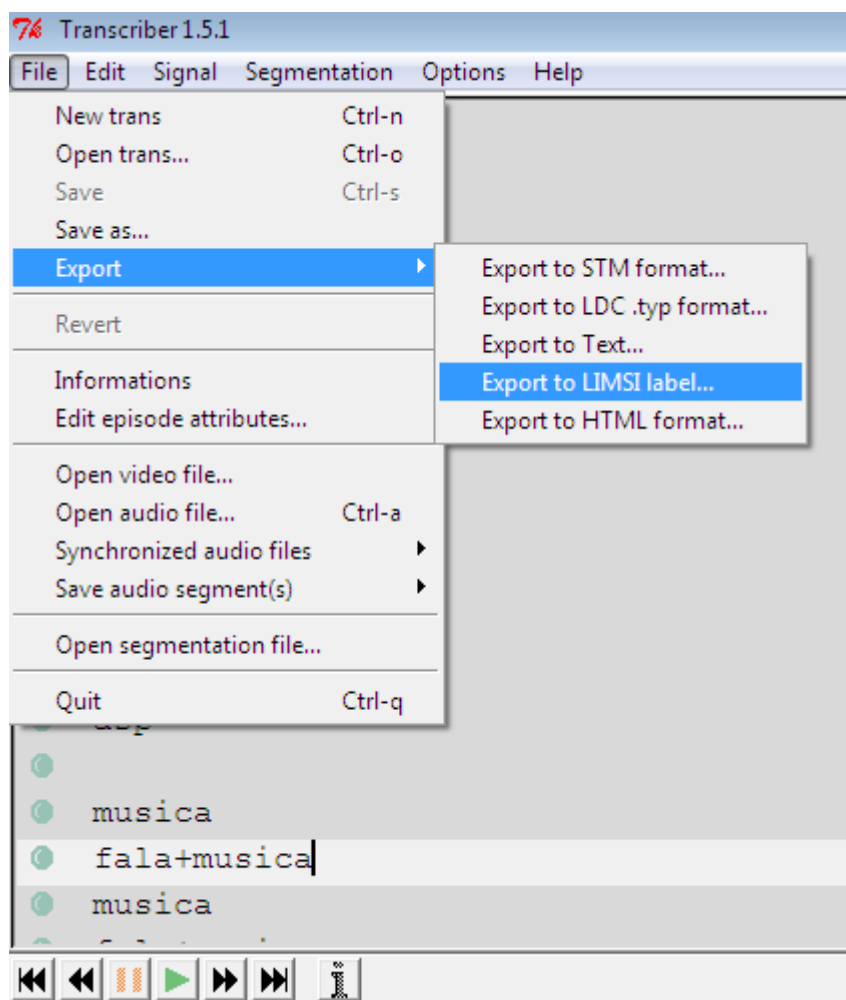 Transcriber 1.5.1
File Edit Signal Segmentation Options Help
New trans Ctrl-n
Open trans... Ctrl-o
Save Ctrl-s
Save as...
Export
Export to STM format...
Export to LDC .typ format...
Export to Text...
Export to LIMSI label...
Export to HTML format...
Revert
Informations
Edit episode attributes...
Open video file...
Open audio file... Ctrl-a
Synchronized audio files
Save audio segment(s)
Open segmentation file...
Quit Ctrl-q
musica
fala+musica
musica